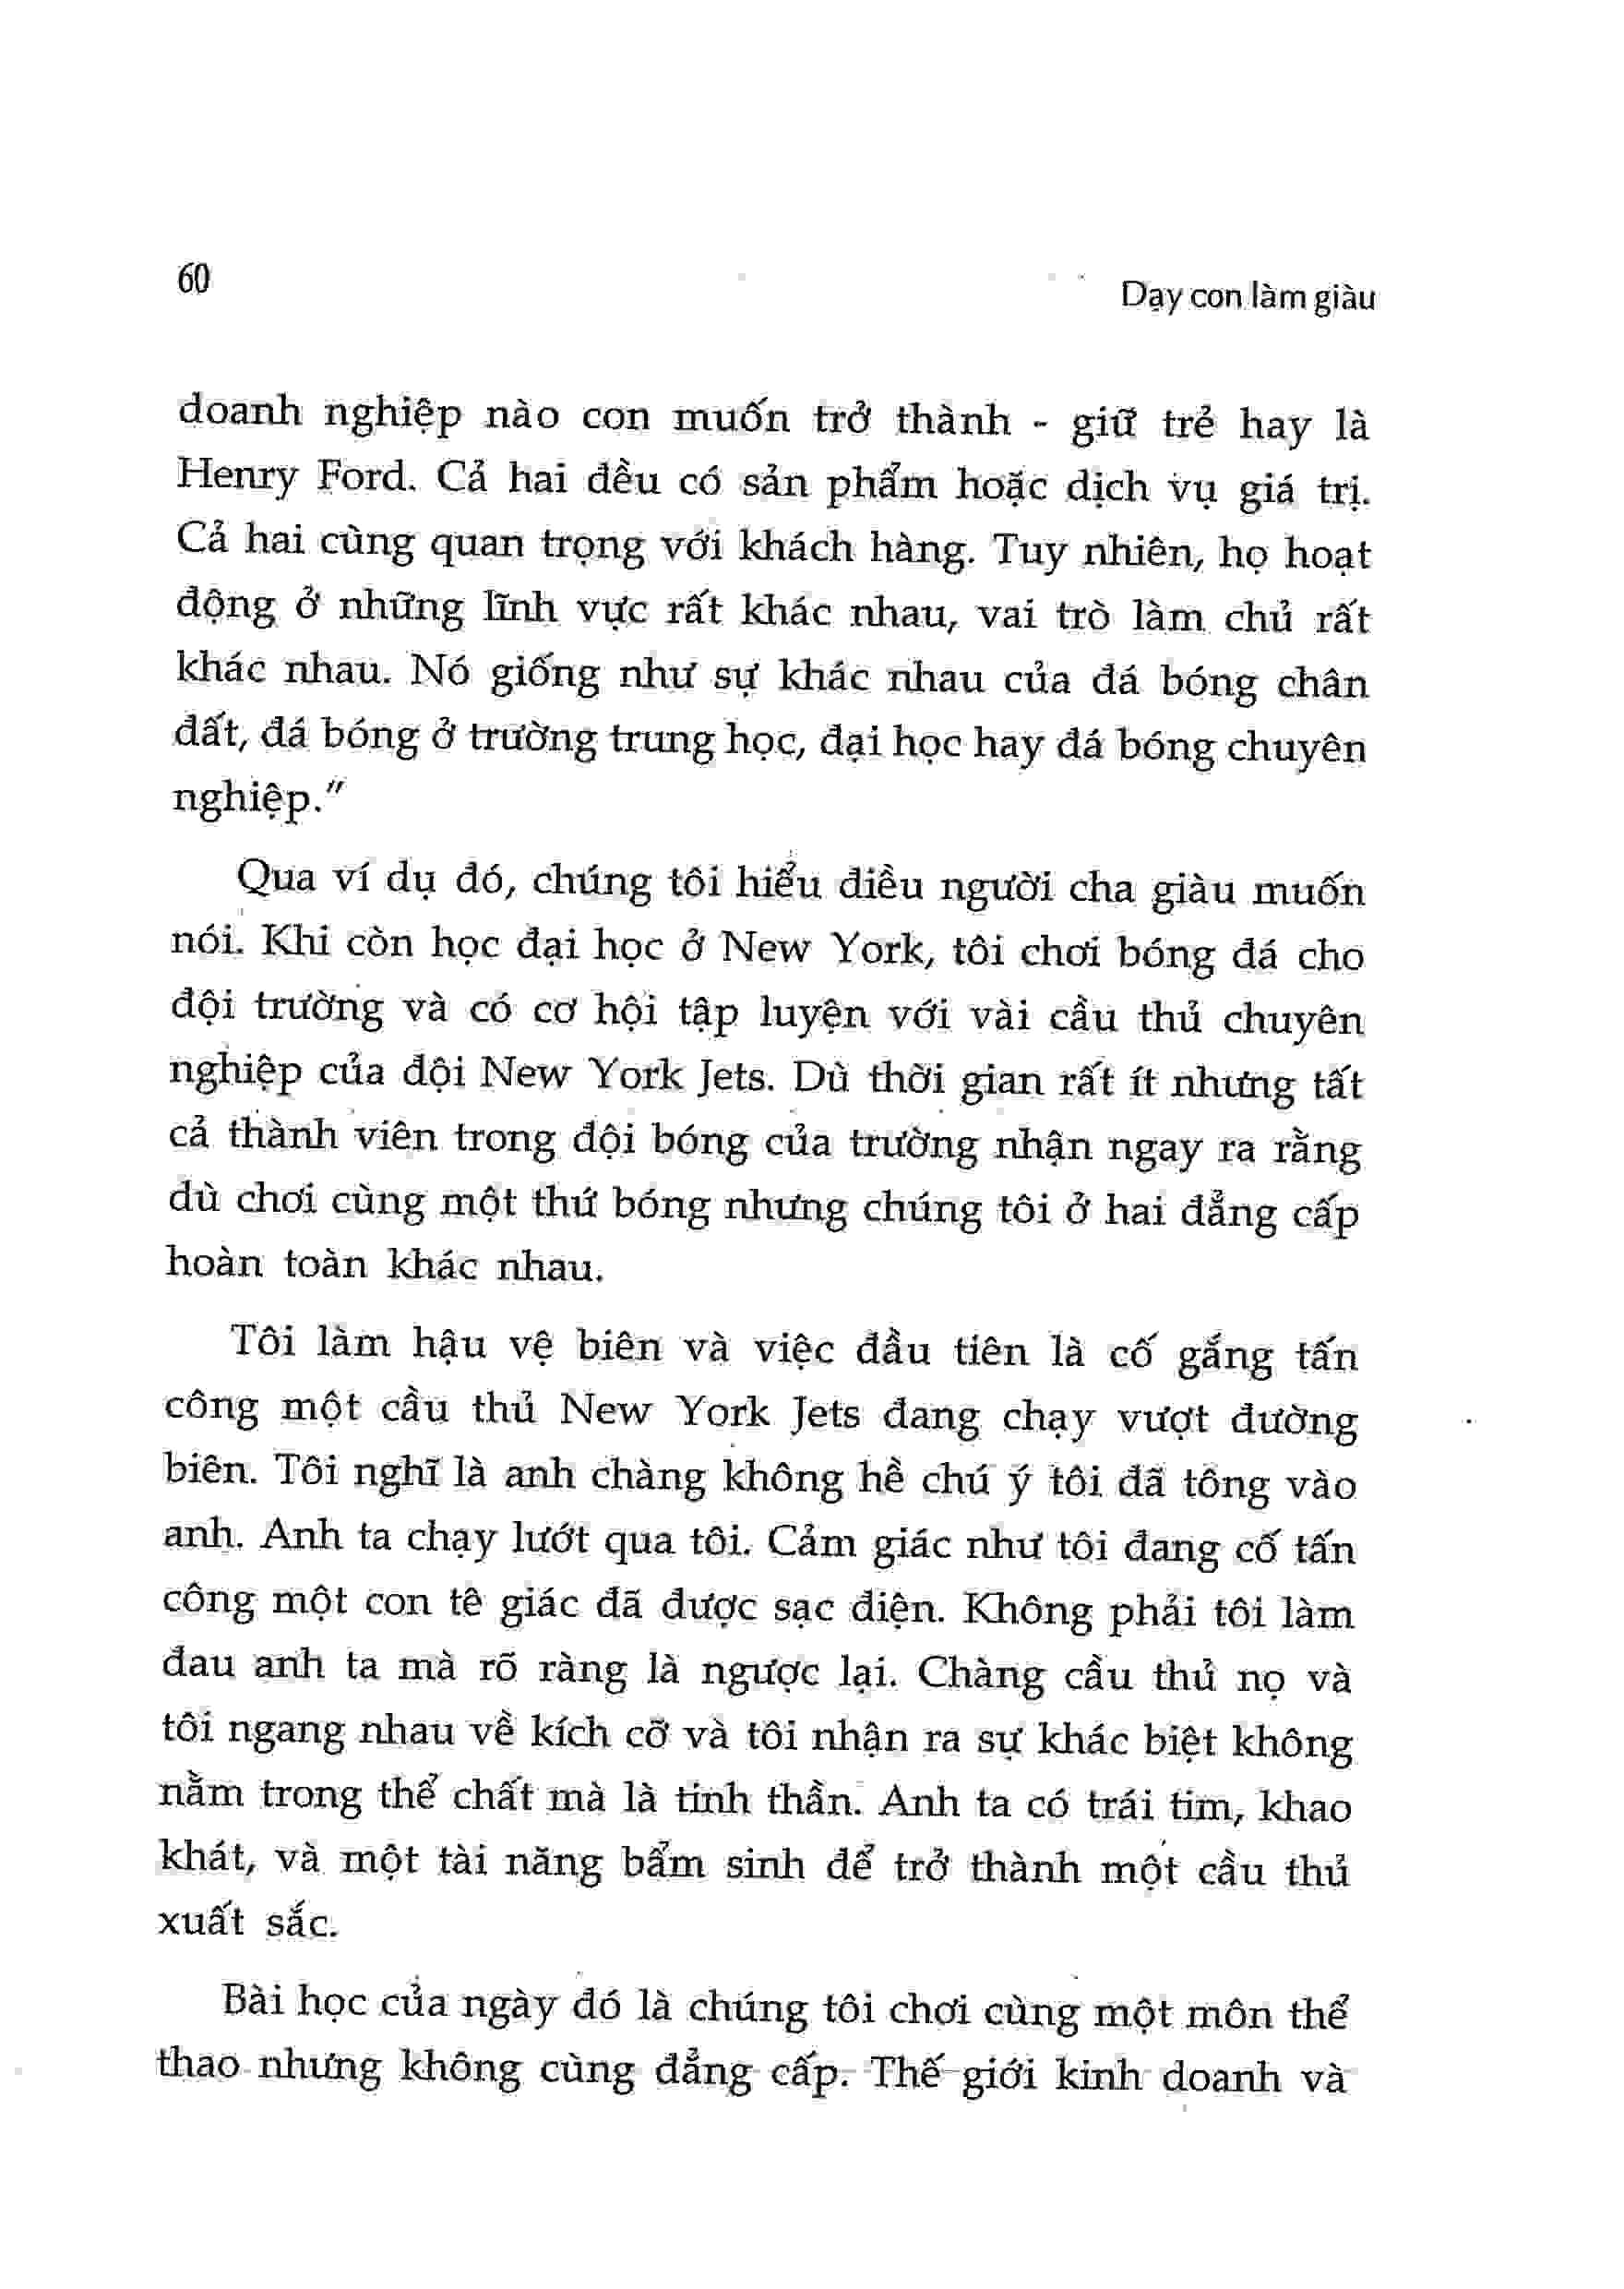 60
Dạy con làm giàu
doanh nghiệp nào con muốn trở thành - giữ trẻ hay là
Henry Ford. Cả hai đều có sản phẩm hoặc dịch vụ giá trị.
Cả hai cùng quan trọng với khách hàng. Tuy nhiên, họ hoạt
động ở những lĩnh vực rất khác nhau, vai trò làm chủ rất
khác nhau. Nó giống như sự khác nhau của đá bóng chân
đất, đá bóng ở trường trung học, đại học hay đá bóng chuyên
nghiệp."
Qua ví dụ đó, chúng tôi hiểu điều người cha giàu muốn
nói. Khi còn học đại học ở New York, tôi chơi bóng đá cho
đội trường và có cơ hội tập luyện với vài cầu thủ chuyên
nghiệp của đội New York Jets. Dù thời gian rất ít nhưng tất
cả thành viên trong đội bóng của trường nhận ngay ra rằng
dù chơi cùng một thứ bóng nhưng chúng tôi ở hai đẳng cấp
hoàn toàn khác nhau.
Tôi làm hậu vệ biên và việc đầu tiên là cố gắng tấn
công một cầu thủ New York Jets đang chạy vượt đường
biên. Tôi nghĩ là anh chàng không hề chú ý tôi đã tông vào
anh. Anh ta chạy lướt qua tôi. Cảm giác như tôi đang cố tấn
công một con tê giác đã được sạc điện. Không phải tôi làm
đau anh ta mà rõ ràng là ngược lại. Chàng cầu thủ nọ và
tôi ngang nhau về kích cỡ và tôi nhận ra sự khác biệt không
nằm trong thể chất mà là tinh thần. Anh ta có trái tim, khao
khát, và một tài năng bẩm sinh để trở thành một cầu thủ
xuất sắc.
Bài học của ngày đó là chúng tôi chơi cùng một môn thể
thao nhưng không cùng đẳng cấp. Thế giới kinh doanh và